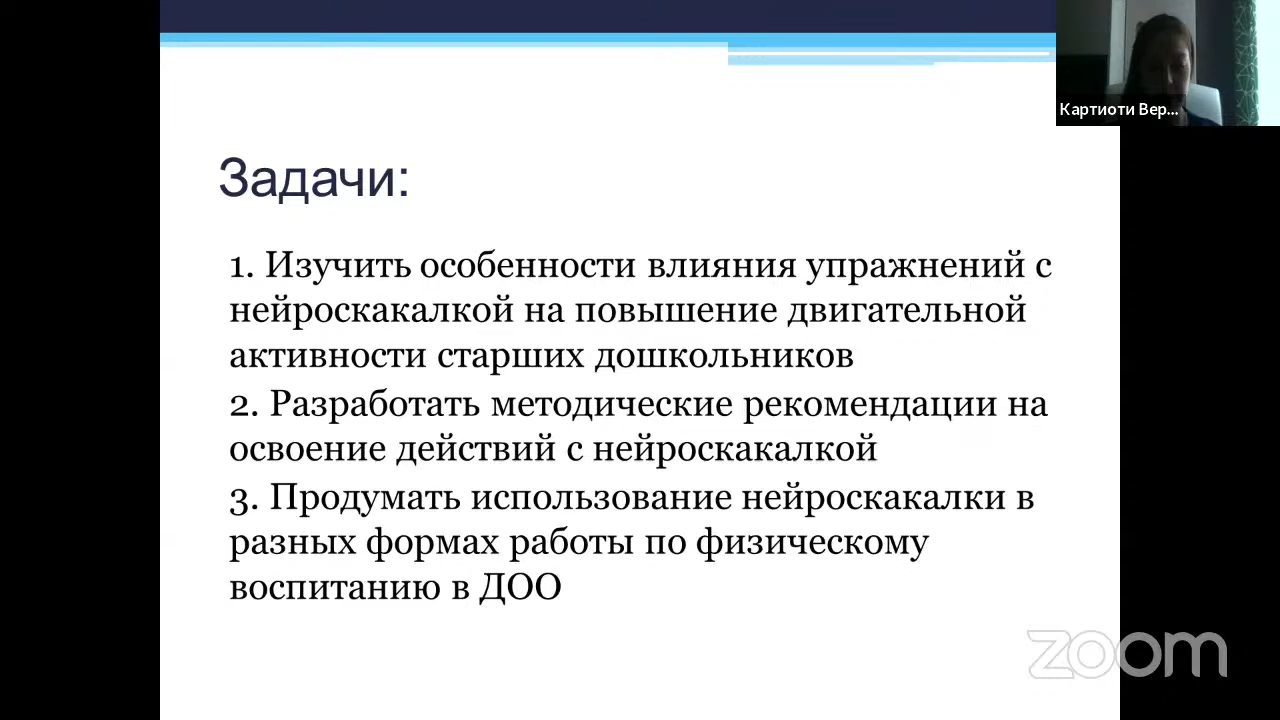 Картиоти Вер...
Задачи:
1. Изучить особенности влияния упражнений с
нейроскакалкой на повышение двигательной
активности старших дошкольников
2. Разработать методические рекомендации на
освоение действий с нейроскакалкой
3. Продумать использование нейроскакалки в
разных формах работы по физическому
воспитанию в ДОО
zoom